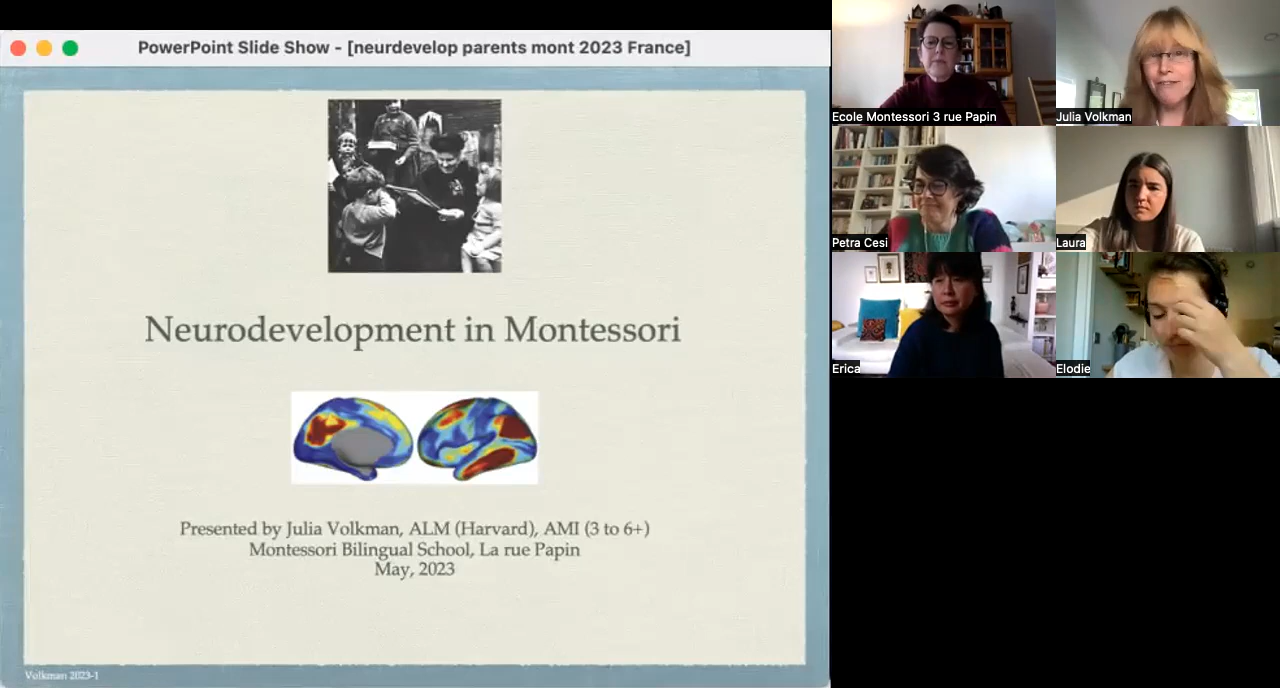 PowerPoint Slide Show - [neurdevelop parents mont 2023 France]
Neurodevelopment in Montessori
Presented by Julia Volkman, ALM (Harvard), AMI (3 to 6+)
Montessori Bilingual School, La rue Papin
May, 2023
Volkman 2023-1
Ecole Montessori 3 rue Papin
Julia Volkman
Petra Cesi
Laura
Erica
Elodie